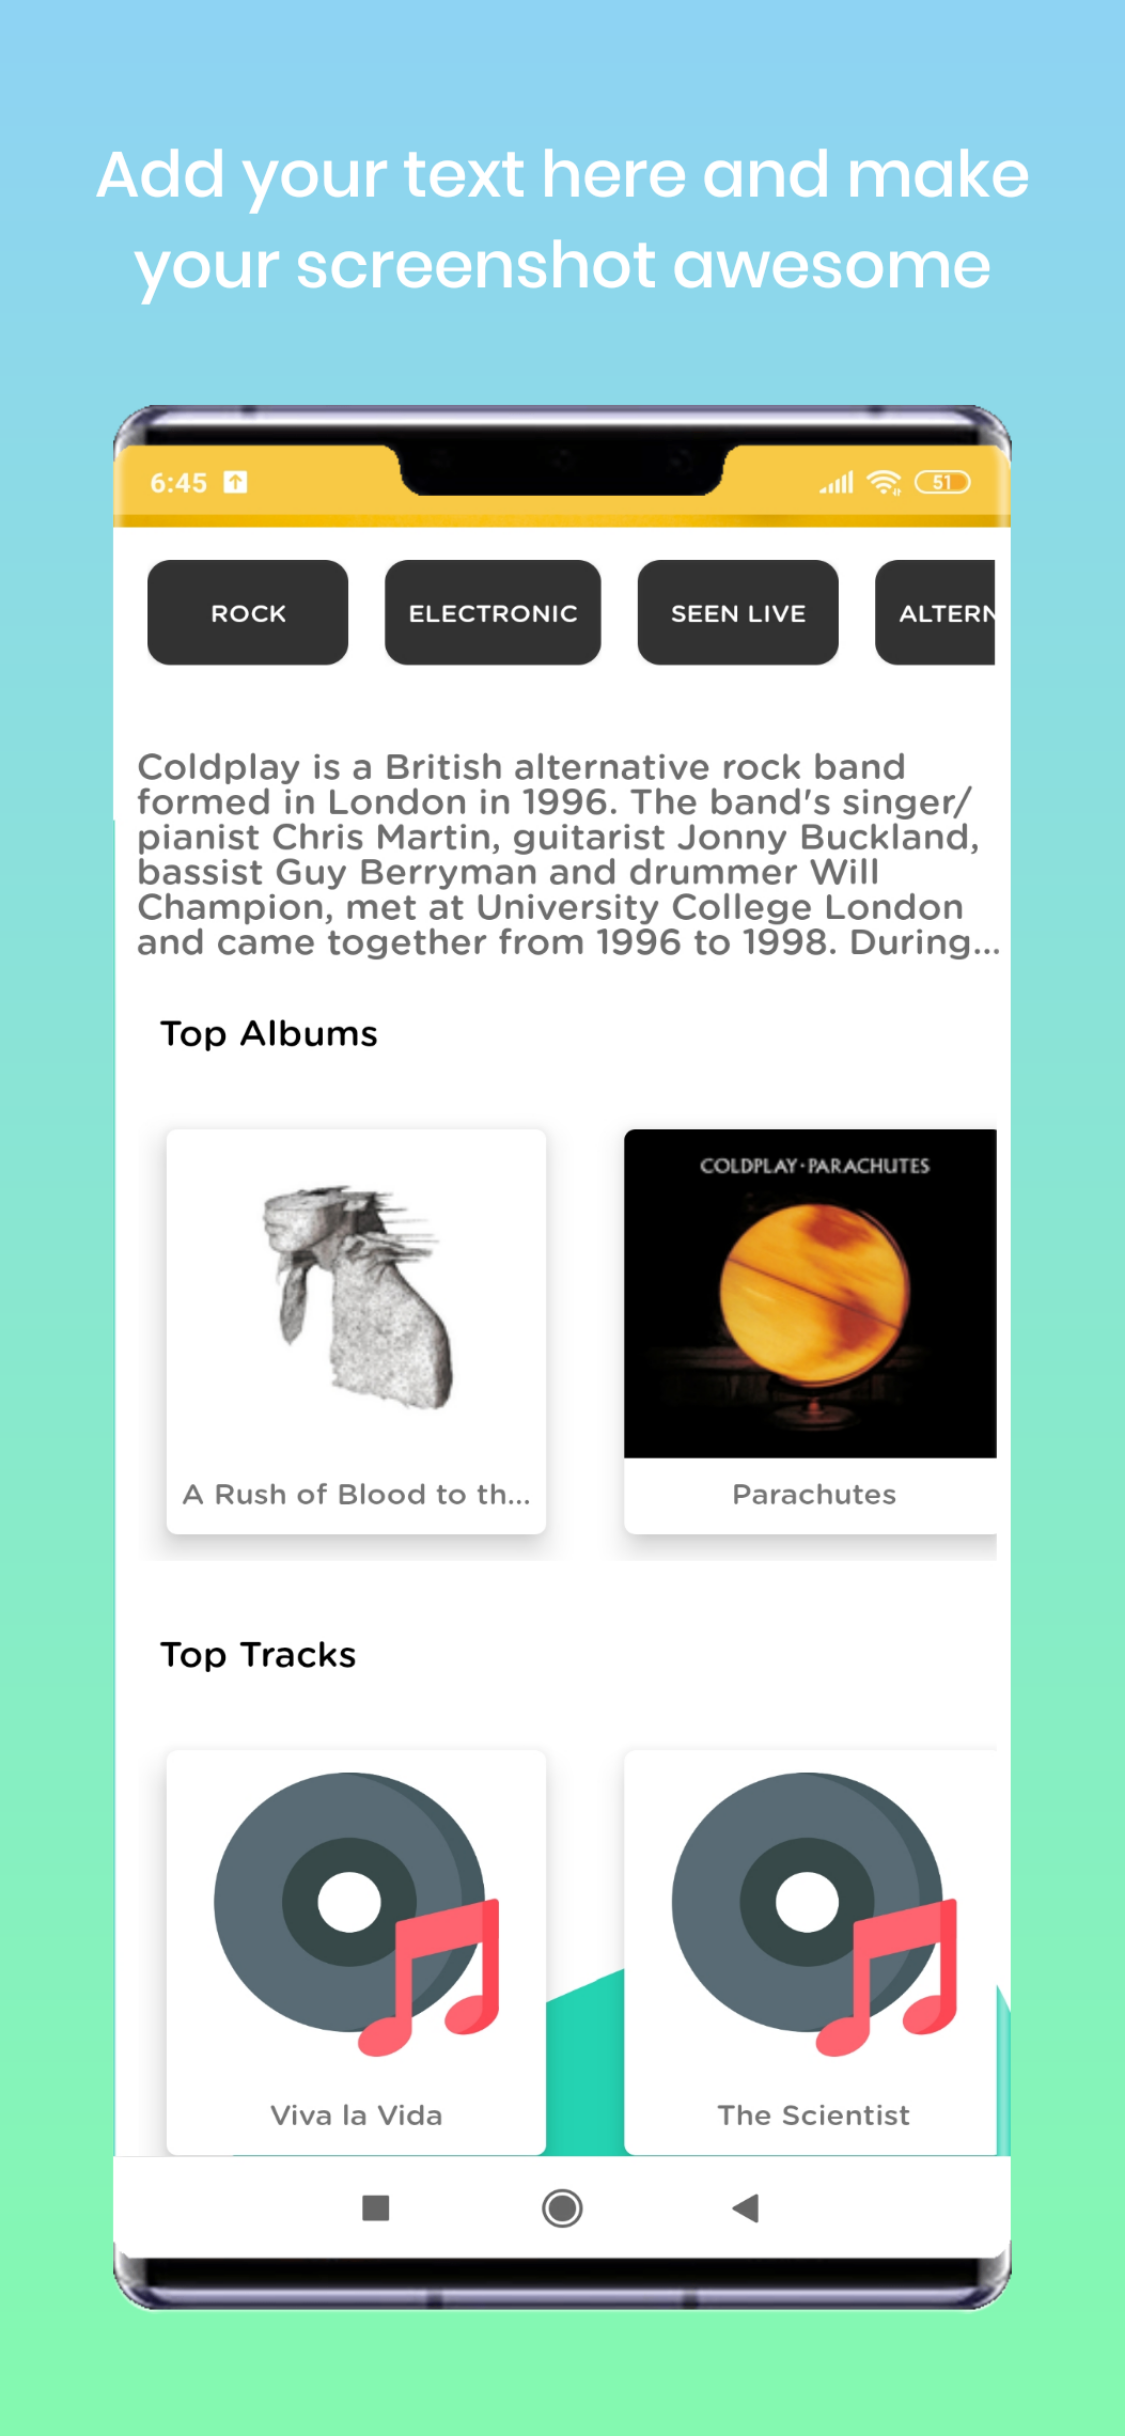 Add your text here and make
your screenshot awesome
6:45
51
ROCK ELECTRONIC SEEN LIVE ALTERN
Coldplay is a British alternative rock band
formed in London in 1996. The band's singer/
pianist Chris Martin, guitarist Jonny Buckland,
bassist Guy Berryman and drummer Will
Champion, met at University College London
and came together from 1996 to 1998. During...
Top Albums
COLDPLAY·PARACHUTES
A Rush of Blood to th...
Parachutes
Top Tracks
Viva la Vida
The Scientist